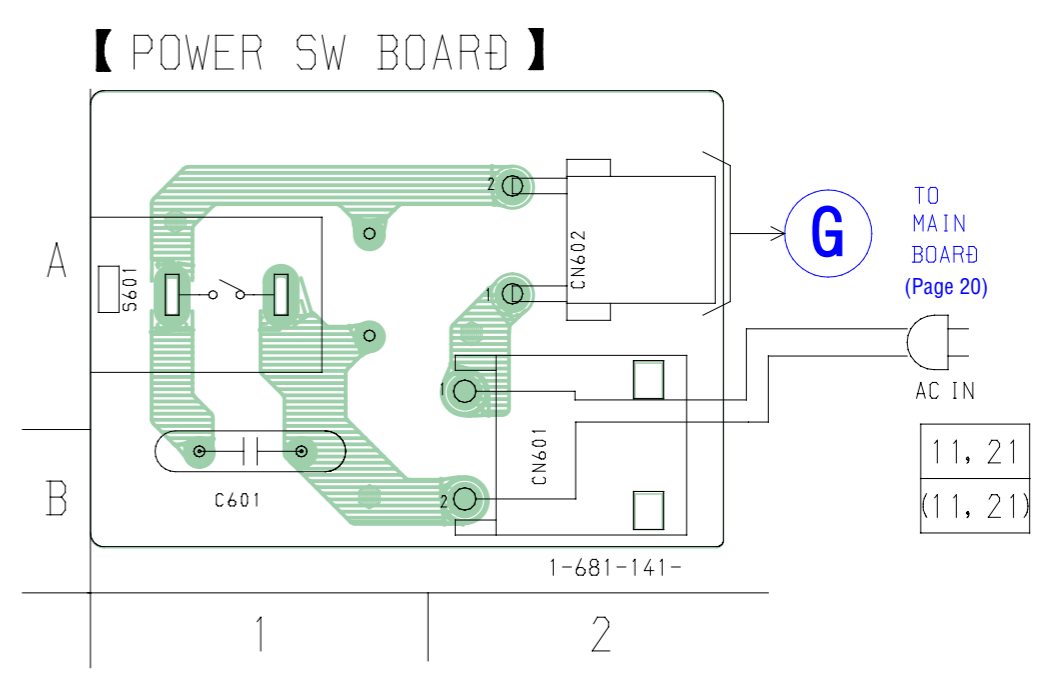 【POWER SW BOARD】
A
S601
2
1
CN602
G
TO
MAIN
BOARD
(Page 20)
AC IN
1
CN601
2
B
C601
11, 21
(11, 21)
1-681-141-
1
2